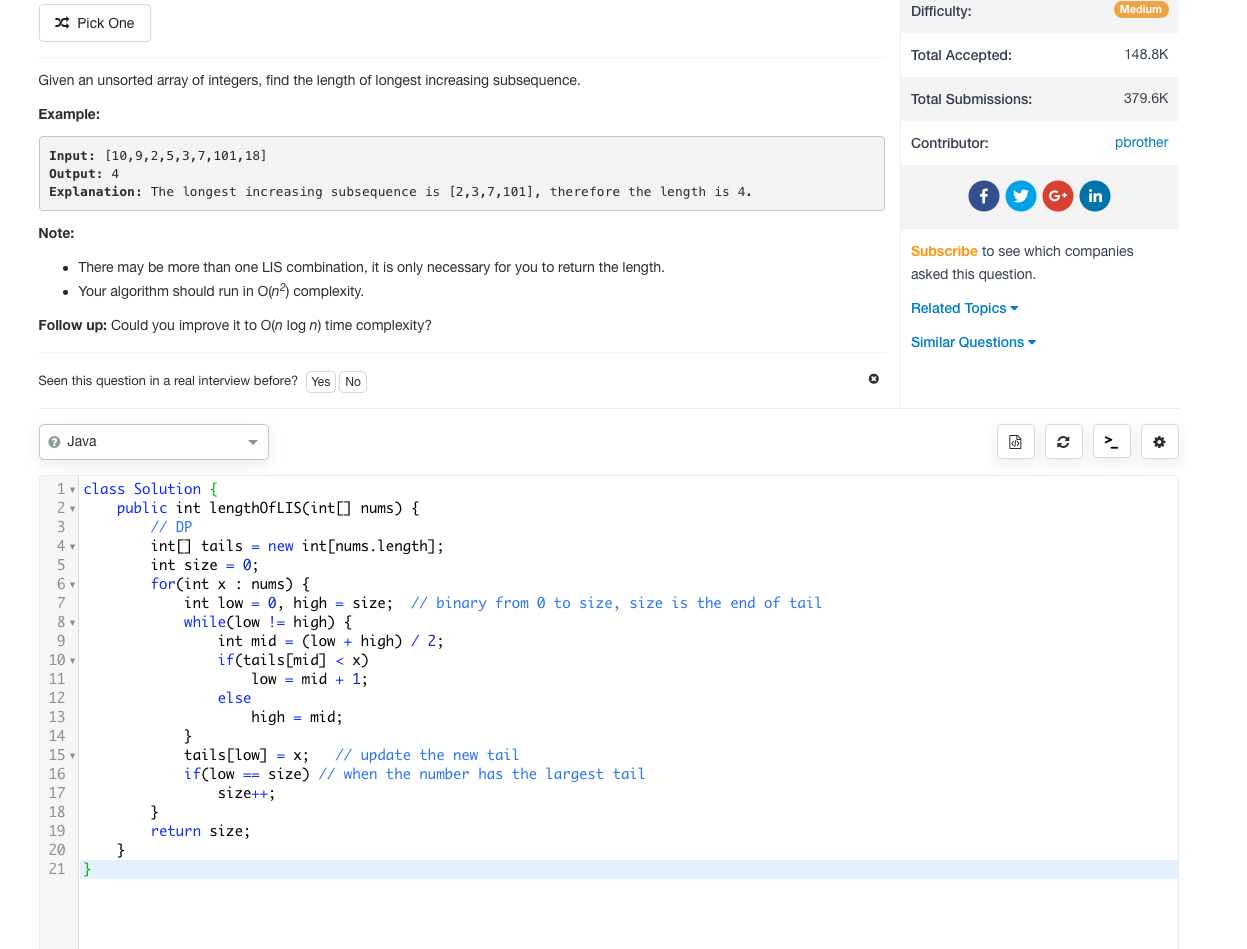 Pick One
Given an unsorted array of integers, find the length of longest increasing subsequence.
Example:
Input: [10,9,2,5,3,7,101,18]
Output: 4
Explanation: The longest increasing subsequence is [2,3,7,101], therefore the length is 4.
Note:
There may be more than one LIS combination, it is only necessary for you to return the length.
Your algorithm should run in O(n2) complexity.
Follow up: Could you improve it to O(n log n) time complexity?
Seen this question in a real interview before? Yes No
Difficulty: Medium
Total Accepted: 148.8K
Total Submissions: 379.6K
Contributor: pbrother
f G+ in
Subscribe to see which companies
asked this question.
Related Topics
Similar Questions
? Java
>_
1 class Solution {
2     public int lengthOfLIS(int[] nums) {
3         // DP
4         int[] tails = new int[nums.length];
5         int size = 0;
6         for(int x : nums) {
7             int low = 0, high = size;  // binary from 0 to size, size is the end of tail
8             while(low != high) {
9                 int mid = (low + high) / 2;
10                 if(tails[mid] < x)
11                     low = mid + 1;
12                 else
13                     high = mid;
14             }
15             tails[low] = x;   // update the new tail
16             if(low == size) // when the number has the largest tail
17                 size++;
18         }
19         return size;
20     }
21 }